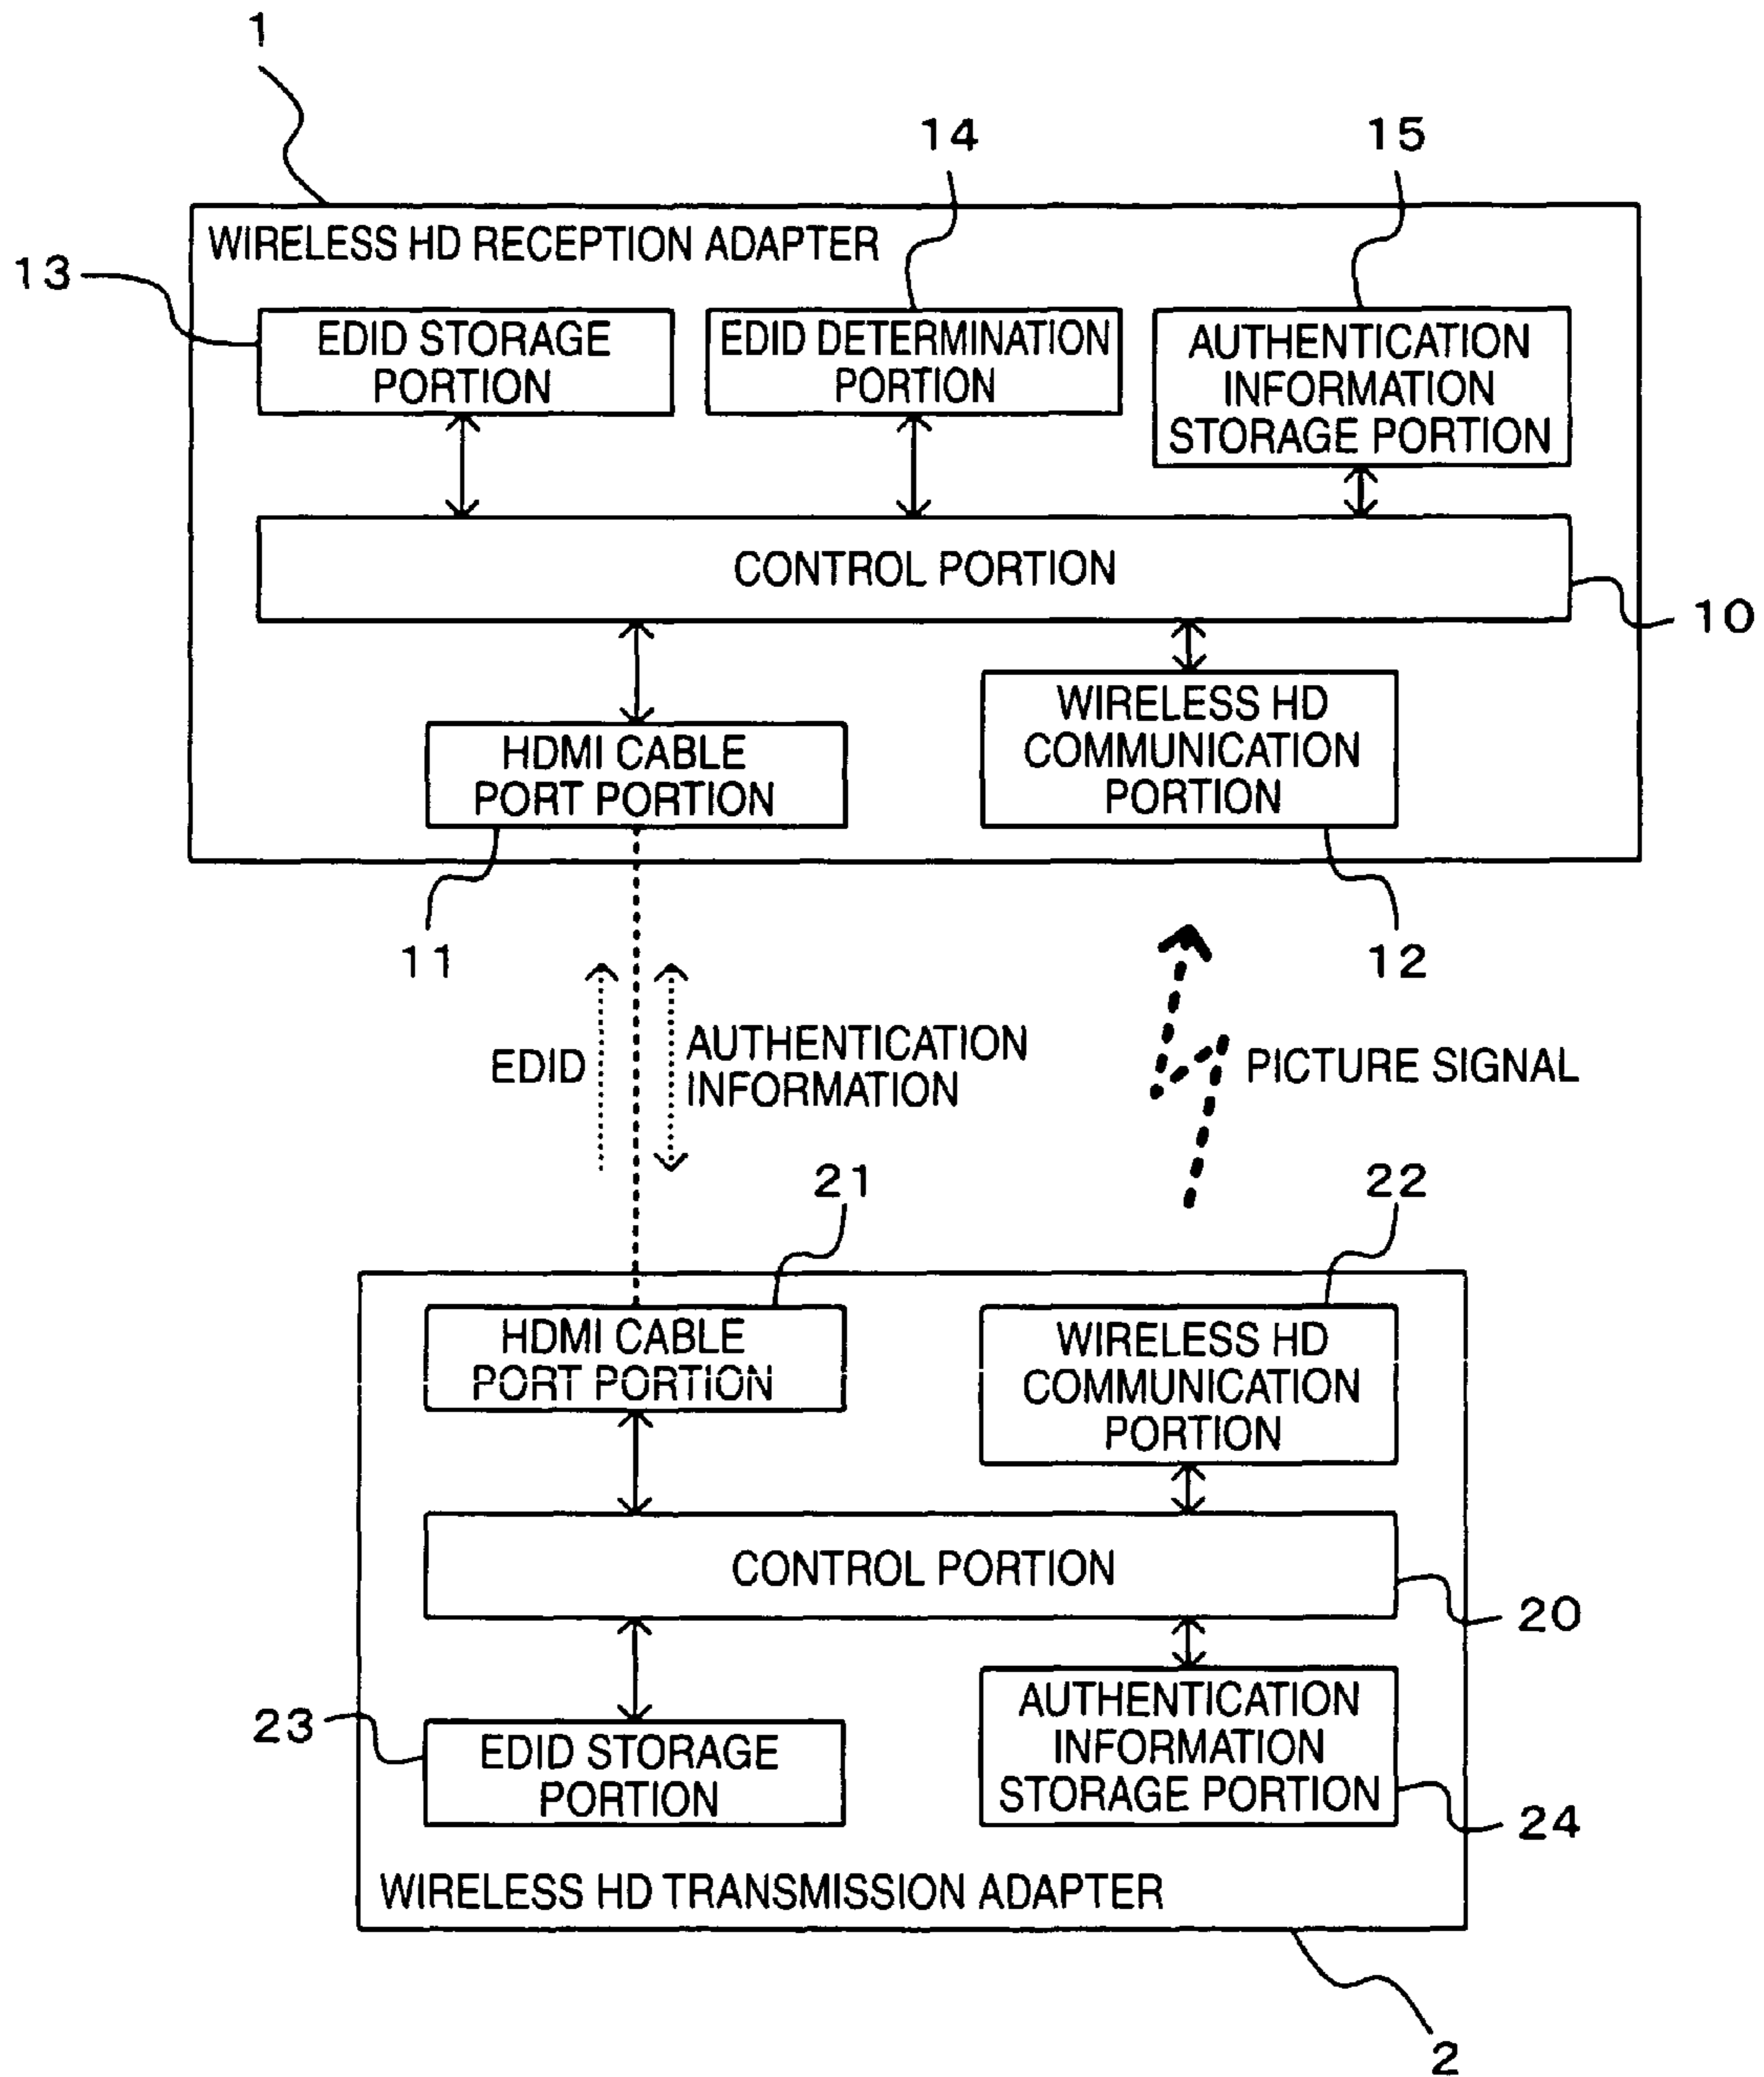 1
14
15
WIRELESS HD RECEPTION ADAPTER
13
EDID STORAGE
PORTION
EDID DETERMINATION
PORTION
AUTHENTICATION
INFORMATION
STORAGE PORTION
CONTROL PORTION
10
HDMI CABLE
PORT PORTION
WIRELESS HD
COMMUNICATION
PORTION
11
12
EDID
AUTHENTICATION
INFORMATION
PICTURE SIGNAL
21
22
HDMI CABLE
PORT PORTION
WIRELESS HD
COMMUNICATION
PORTION
CONTROL PORTION
20
23
EDID STORAGE
PORTION
AUTHENTICATION
INFORMATION
STORAGE PORTION
24
WIRELESS HD TRANSMISSION ADAPTER
2